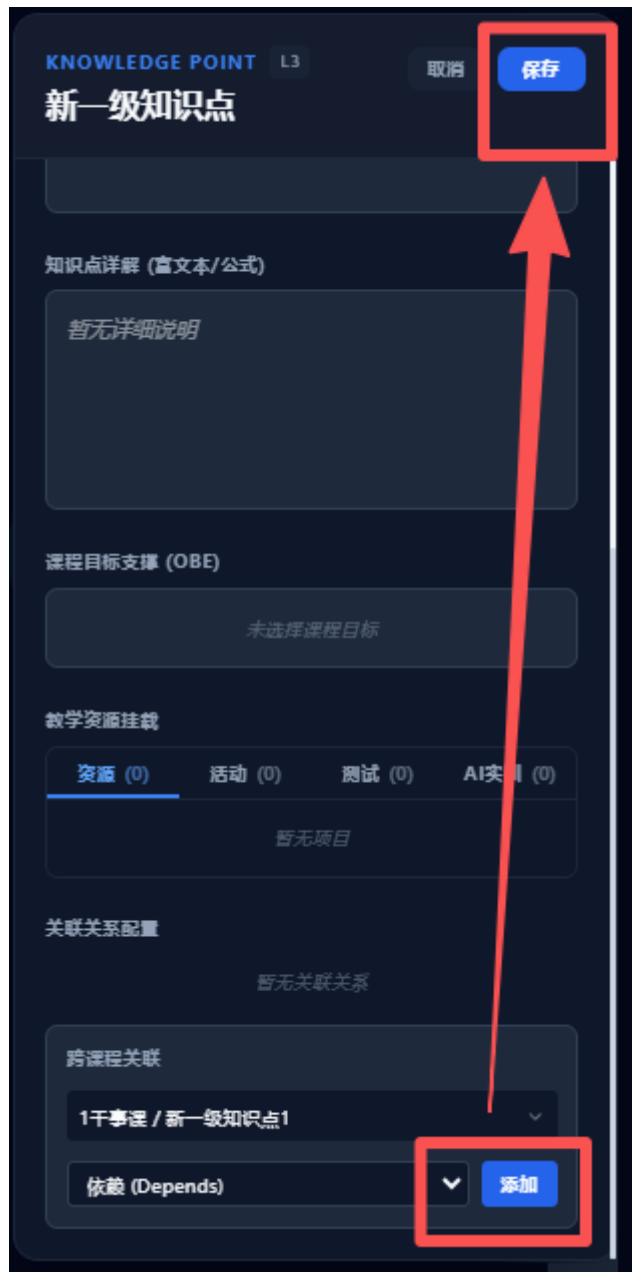 KNOWLEDGE POINT L3
取消 保存
新一级知识点
知识点详解 (富文本/公式)
暂无详细说明
课程目标支撑 (OBE)
未选择课程目标
教学资源挂载
资源 (0) 活动 (0) 测试 (0) AI实训 (0)
暂无项目
关联关系配置
暂无关联关系
跨课程关联
1干事课 / 新一级知识点1
依赖 (Depends) 添加